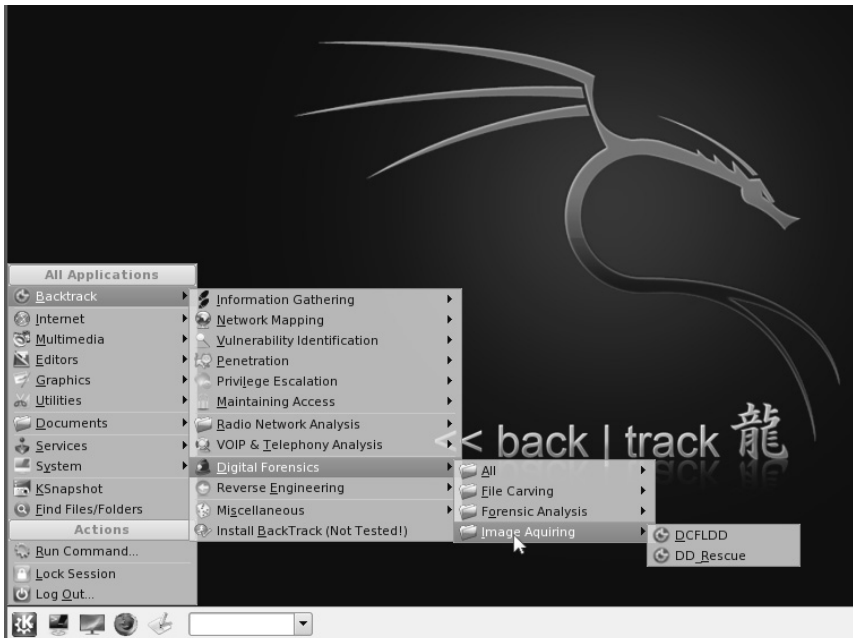 All Applications
Backtrack
Internet
Multimedia
Editors
Graphics
Utilities
Documents
Services
System
KSnapshot
Find Files/Folders
Actions
Run Command...
Lock Session
Log Out...
Information Gathering
Network Mapping
Vulnerability Identification
Penetration
Privilege Escalation
Maintaining Access
Radio Network Analysis
VOIP & Telephony Analysis
Digital Forensics
Reverse Engineering
Miscellaneous
Install BackTrack (Not Tested!)
All
File Carving
Forensic Analysis
Image Aquiring
DCFLDD
DD_Rescue
<< back | track 龍